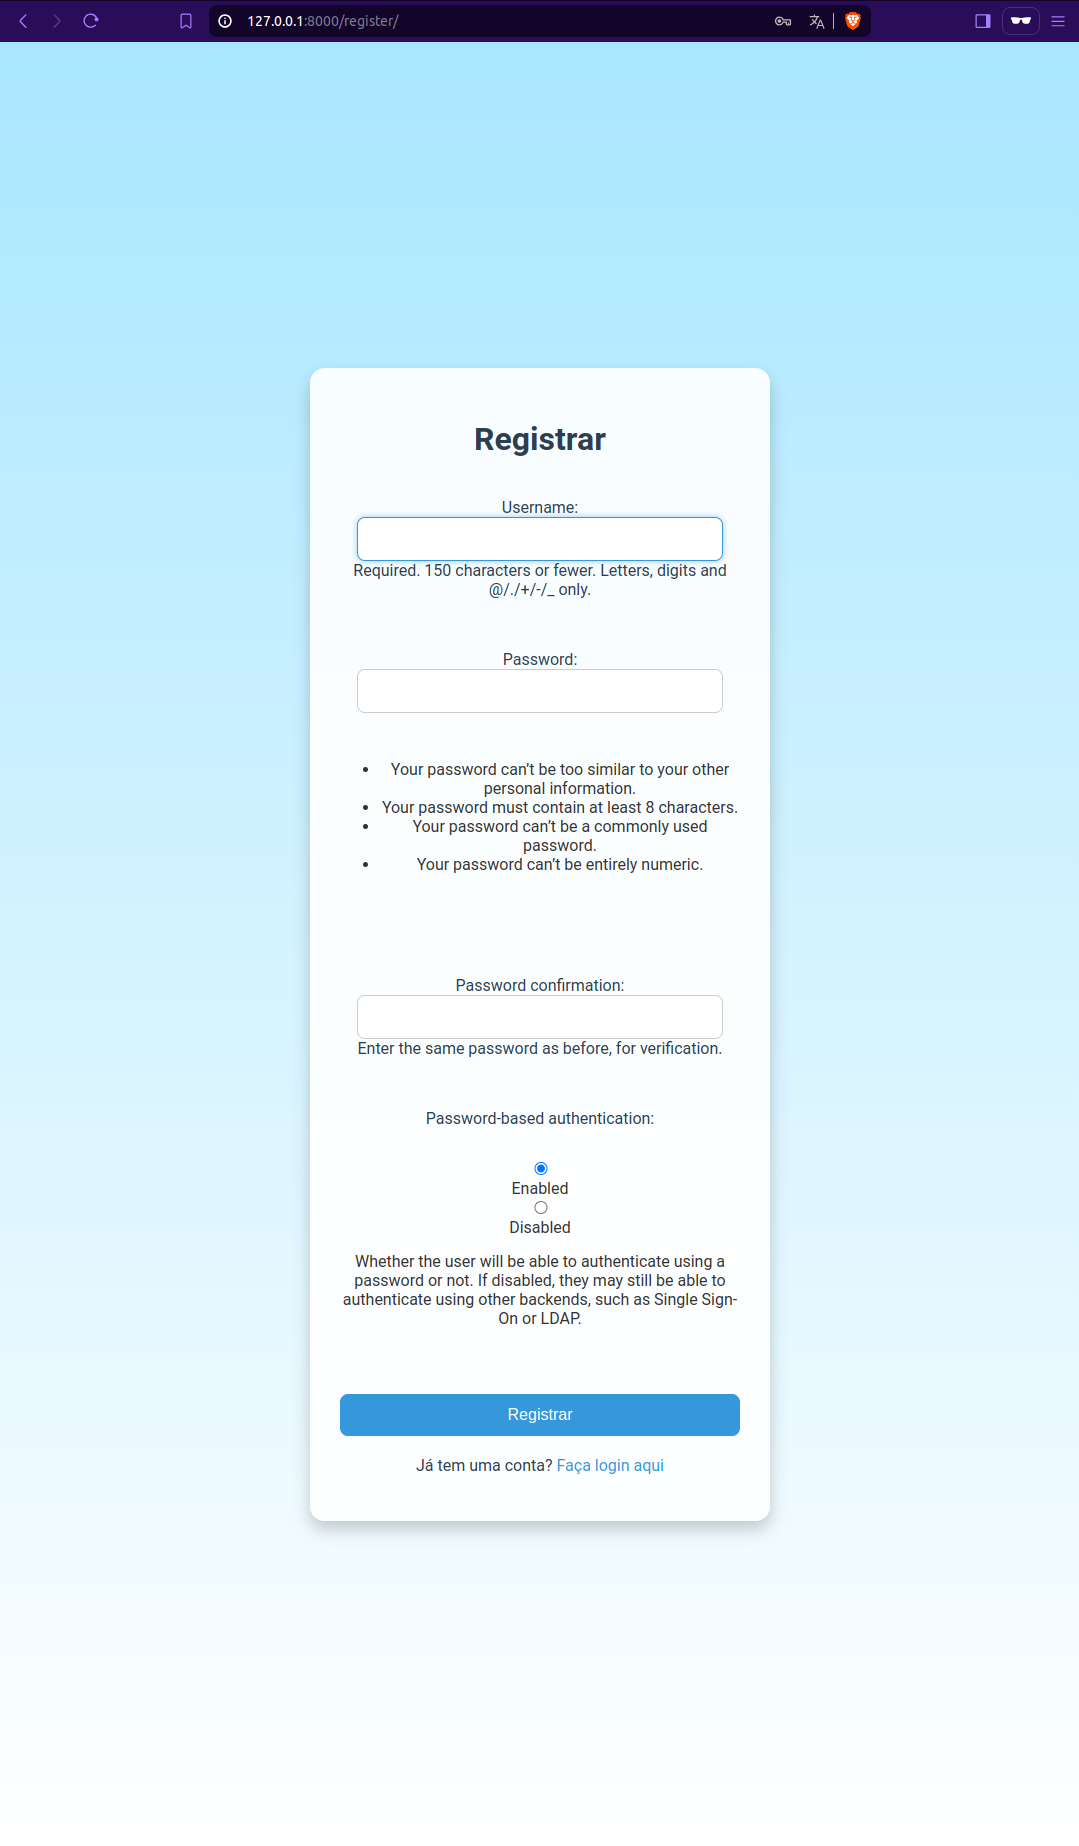 127.0.0.1:8000/register/
Registrar
Username:
Required. 150 characters or fewer. Letters, digits and
@/./+/-/_ only.
Password:
• Your password can’t be too similar to your other
personal information.
• Your password must contain at least 8 characters.
• Your password can’t be a commonly used
password.
• Your password can’t be entirely numeric.
Password confirmation:
Enter the same password as before, for verification.
Password-based authentication:
Enabled
Disabled
Whether the user will be able to authenticate using a
password or not. If disabled, they may still be able to
authenticate using other backends, such as Single Sign-
On or LDAP.
Registrar
Já tem uma conta? Faça login aqui